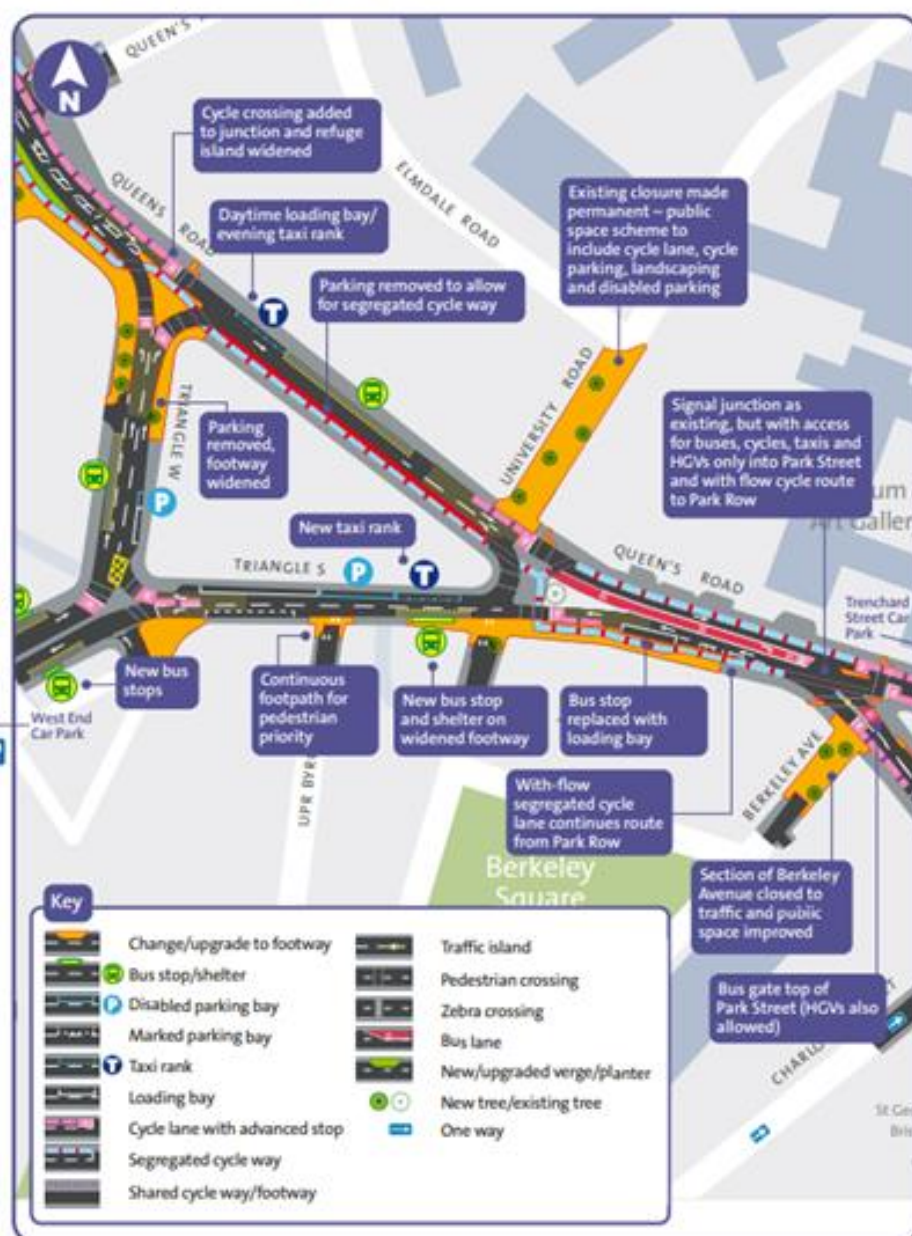 QUEEN'S
N
Cycle crossing added
to junction and refuge
island widened
QUEENS
ROAD
ELMDALE ROAD
Daytime loading bay/
evening taxi rank
T
Existing closure made
permanent – public
space scheme to
include cycle lane, cycle
parking, landscaping
and disabled parking
Parking removed to allow
for segregated cycle way
UNIVERSITY ROAD
TRIANGLE W
Parking
removed,
footway
widened
Signal junction as
existing, but with access
for buses, cycles, taxis and
HGVs only into Park Street
and with flow cycle route
to Park Row
um
Art Galler
P
New taxi rank
TRIANGLE S
P
T
QUEEN'S ROAD
Trenchard
Street Car
Park
New bus
stops
West End
Car Park
Continuous
footpath for
pedestrian
priority
New bus stop
and shelter on
widened footway
Bus stop
replaced with
loading bay
UPR BYR
BERKELEY AVE
With-flow
segregated cycle
lane continues route
from Park Row
Berkeley
Square
Section of Berkeley
Avenue closed to
traffic and public
space improved
Bus gate top of
Park Street (HGVs also
allowed)
CHARLO
T
St Ge
Bris
Key
Change/upgrade to footway
Bus stop/shelter
P Disabled parking bay
Marked parking bay
T Taxi rank
Loading bay
Cycle lane with advanced stop
Segregated cycle way
Shared cycle way/footway
Traffic island
Pedestrian crossing
Zebra crossing
Bus lane
New/upgraded verge/planter
New tree/existing tree
One way